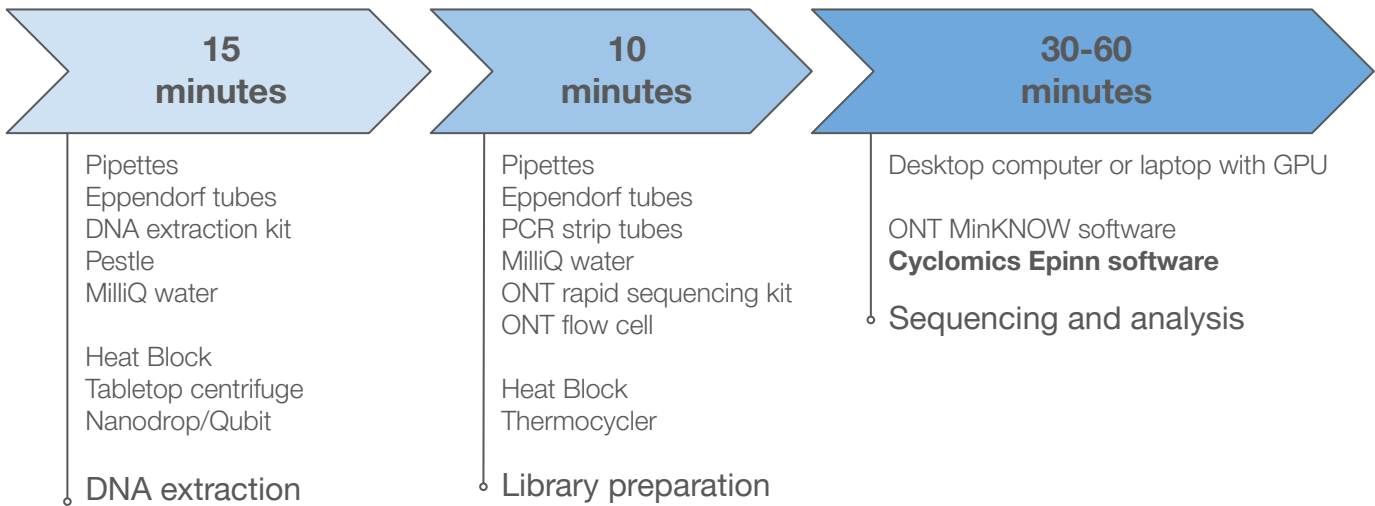 15
minutes
Pipettes
Eppendorf tubes
DNA extraction kit
Pestle
MilliQ water
Heat Block
Tabletop centrifuge
Nanodrop/Qubit
DNA extraction
10
minutes
Pipettes
Eppendorf tubes
PCR strip tubes
MilliQ water
ONT rapid sequencing kit
ONT flow cell
Heat Block
Thermocycler
Library preparation
30-60
minutes
Desktop computer or laptop with GPU
ONT MinKNOW software
Cyclomics Epinn software
Sequencing and analysis